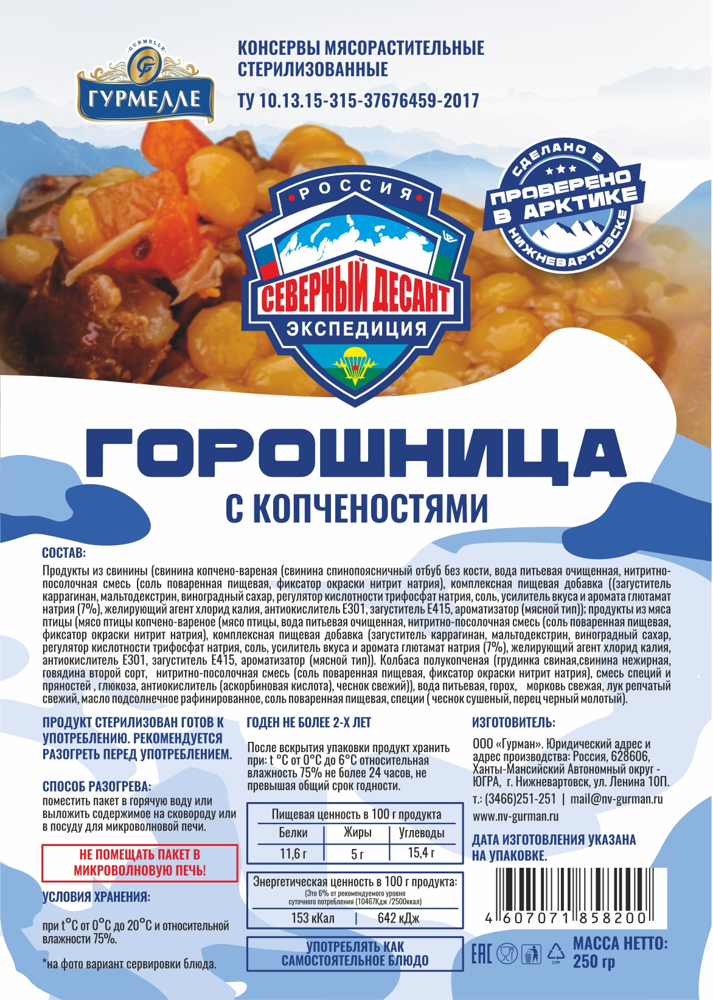 GURMELLE
ГУРМЕЛЛЕ
КОНСЕРВЫ МЯСОРАСТИТЕЛЬНЫЕ
СТЕРИЛИЗОВАННЫЕ
ТУ 10.13.15-315-37676459-2017
СДЕЛАНО В
ПРОВЕРЕНО
В АРКТИКЕ
НИЖНЕВАРТОВСКЕ
РОССИЯ
СЕВЕРНЫЙ ДЕСАНТ
ЭКСПЕДИЦИЯ
ГОРОШНИЦА
С КОПЧЕНОСТЯМИ
СОСТАВ:
Продукты из свинины (свинина копчено-вареная (свинина спинопоясничный отбуб без кости, вода питьевая очищенная, нитритно-
посолочная смесь (соль поваренная пищевая, фиксатор окраски нитрит натрия), комплексная пищевая добавка ((загуститель
каррагинан, мальтодекстрин, виноградный сахар, регулятор кислотности трифосфат натрия, соль, усилитель вкуса и аромата глютамат
натрия (7%), желирующий агент хлорид калия, антиокислитель Е301, загуститель Е415, ароматизатор (мясной тип)); продукты из мяса
птицы (мясо птицы копчено-вареное (мясо птицы, вода питьевая очищенная, нитритно-посолочная смесь (соль поваренная пищевая,
фиксатор окраски нитрит натрия), комплексная пищевая добавка (загуститель каррагинан, мальтодекстрин, виноградный сахар,
регулятор кислотности трифосфат натрия, соль, усилитель вкуса и аромата глютамат натрия (7%), желирующий агент хлорид калия,
антиокислитель Е301, загуститель Е415, ароматизатор (мясной тип)). Колбаса полукопченая (грудинка свиная,свинина нежирная,
говядина второй сорт, нитритно-посолочная смесь (соль поваренная пищевая, фиксатор окраски нитрит натрия), смесь специй и
пряностей , глюкоза, антиокислитель (аскорбиновая кислота), чеснок свежий)), вода питьевая, горох, морковь свежая, лук репчатый
свежий, масло подсолнечное рафинированное, соль поваренная пищевая, специи ( чеснок сушеный, перец черный молотый).
ПРОДУКТ СТЕРИЛИЗОВАН ГОТОВ К
УПОТРЕБЛЕНИЮ. РЕКОМЕНДУЕТСЯ
РАЗОГРЕТЬ ПЕРЕД УПОТРЕБЛЕНИЕМ.
СПОСОБ РАЗОГРЕВА:
поместить пакет в горячую воду или
выложить содержимое на сковороду или
в посуду для микроволновой печи.
НЕ ПОМЕЩАТЬ ПАКЕТ В
МИКРОВОЛНОВУЮ ПЕЧЬ!
УСЛОВИЯ ХРАНЕНИЯ:
при t°С от 0°С до 20°С и относительной
влажности 75%.
*на фото вариант сервировки блюда.
ГОДЕН НЕ БОЛЕЕ 2-Х ЛЕТ
После вскрытия упаковки продукт хранить
при: t °С от 0°С до 6°С относительная
влажность 75% не более 24 часов, не
превышая общий срок годности.
Пищевая ценность в 100 г продукта
Белки Жиры Углеводы
11,6 г 5 г 15,4 г
Энергетическая ценность в 100 г продукта:
(Это 6% от рекомендуемого уровня
суточного потребления (10467Кдж /2500ккал)
153 кКал 642 кДж
УПОТРЕБЛЯТЬ КАК
САМОСТОЯТЕЛЬНОЕ БЛЮДО
ИЗГОТОВИТЕЛЬ:
ООО «Гурман». Юридический адрес и
адрес производства: Россия, 628606,
Ханты-Мансийский Автономный округ -
ЮГРА, г. Нижневартовск, ул. Ленина 10П.
т.: (3466)251-251 | mail@nv-gurman.ru
www.nv-gurman.ru
ДАТА ИЗГОТОВЛЕНИЯ УКАЗАНА
НА УПАКОВКЕ.
4 607071 858200
ЕАС
C/PP
МАССА НЕТТО:
250 гр